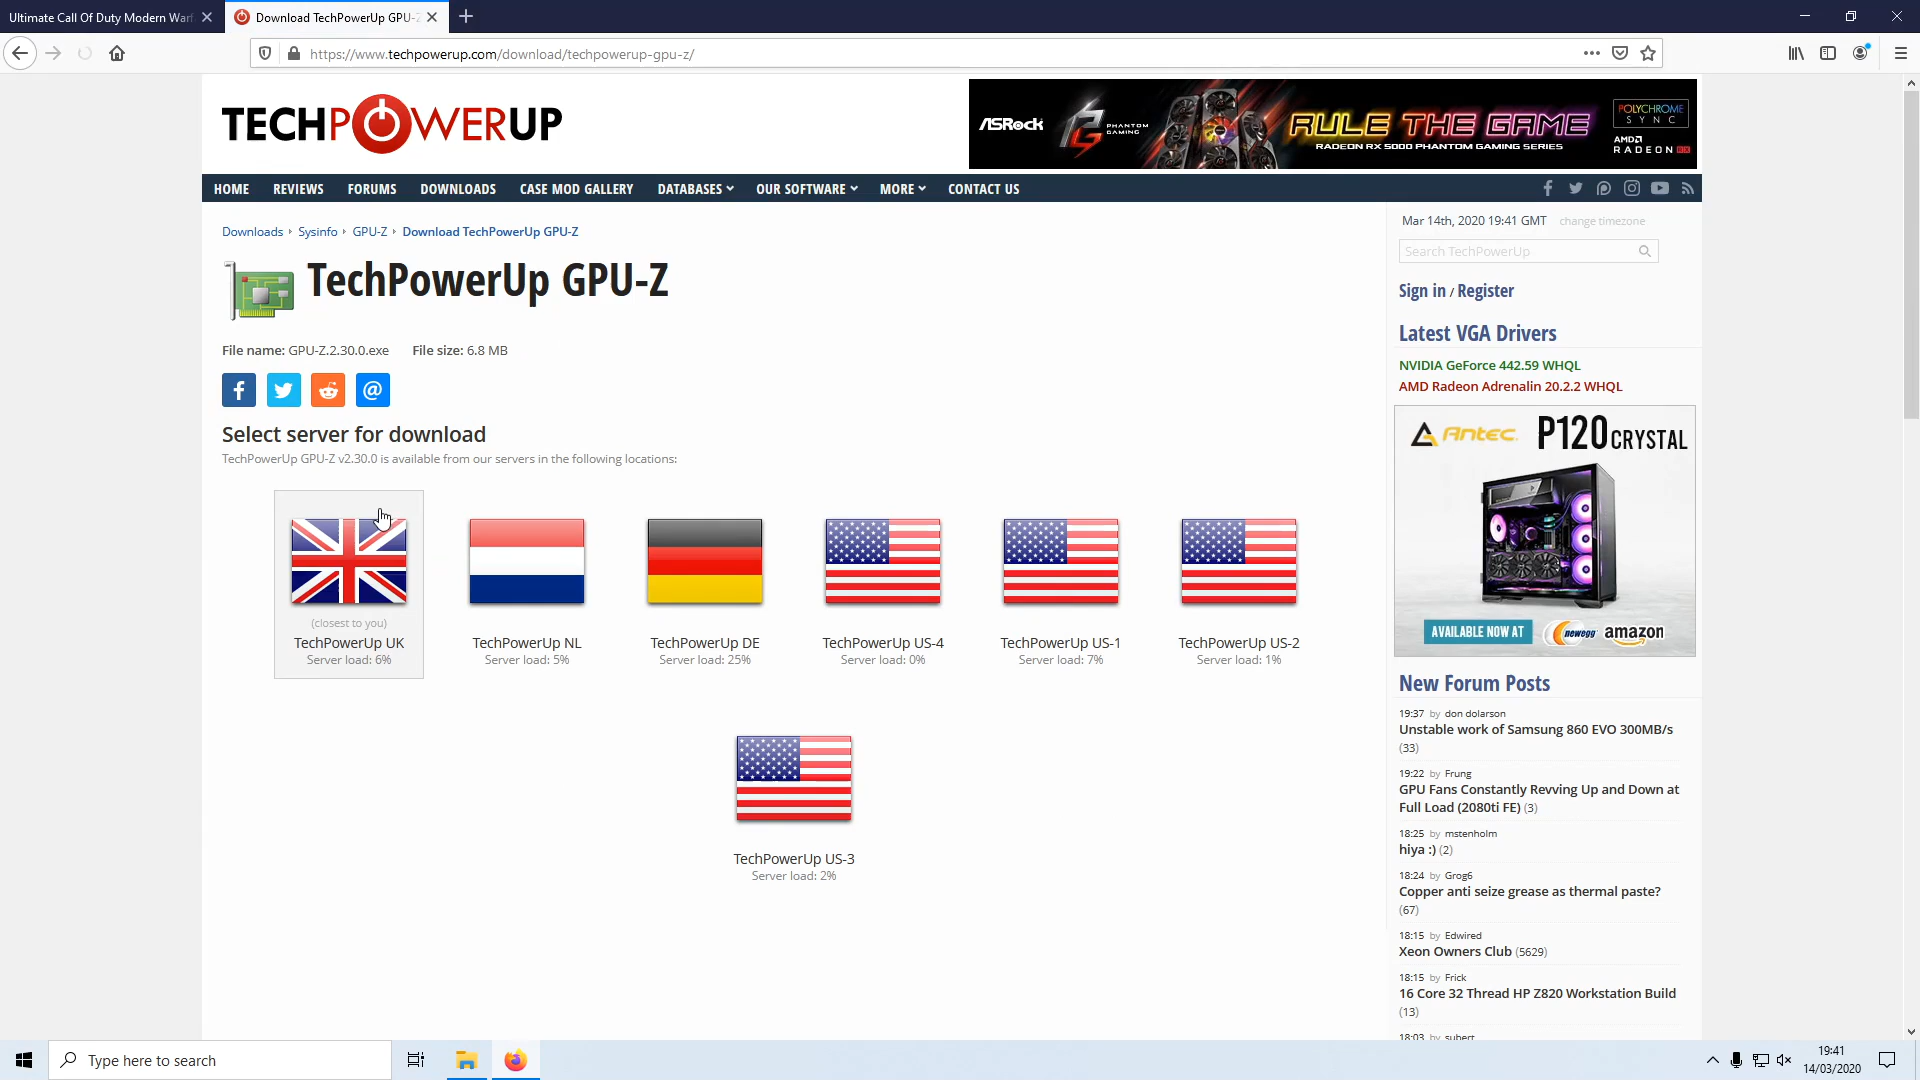 Ultimate Call Of Duty Modern Warf
Download TechPowerUp GPU-Z
https://www.techpowerup.com/download/techpowerup-gpu-z/
TECHPOWERUP
ASRock
PHANTOM GAMING
RULE THE GAME
RADEON RX 5000 PHANTOM GAMING SERIES
POLYCHROME SYNC
AMD RADEON RX
HOME REVIEWS FORUMS DOWNLOADS CASE MOD GALLERY DATABASES OUR SOFTWARE MORE CONTACT US
Downloads Sysinfo GPU-Z Download TechPowerUp GPU-Z
TechPowerUp GPU-Z
File name: GPU-Z.2.30.0.exe File size: 6.8 MB
Select server for download
TechPowerUp GPU-Z v2.30.0 is available from our servers in the following locations:
(closest to you)
TechPowerUp UK
Server load: 6%
TechPowerUp NL
Server load: 5%
TechPowerUp DE
Server load: 25%
TechPowerUp US-4
Server load: 0%
TechPowerUp US-1
Server load: 7%
TechPowerUp US-2
Server load: 1%
TechPowerUp US-3
Server load: 2%
Mar 14th, 2020 19:41 GMT change timezone
Search TechPowerUp
Sign in / Register
Latest VGA Drivers
NVIDIA GeForce 442.59 WHQL
AMD Radeon Adrenalin 20.2.2 WHQL
Antec P120 CRYSTAL
AVAILABLE NOW AT newegg amazon
New Forum Posts
19:37 by don dolarson
Unstable work of Samsung 860 EVO 300MB/s
(33)
19:22 by Frung
GPU Fans Constantly Revving Up and Down at
Full Load (2080ti FE) (3)
18:25 by mstenholm
hiya :) (2)
18:24 by Grog6
Copper anti seize grease as thermal paste?
(67)
18:15 by Edwired
Xeon Owners Club (5629)
18:15 by Frick
16 Core 32 Thread HP Z820 Workstation Build
(13)
18:03 by subert
Type here to search
19:41
14/03/2020